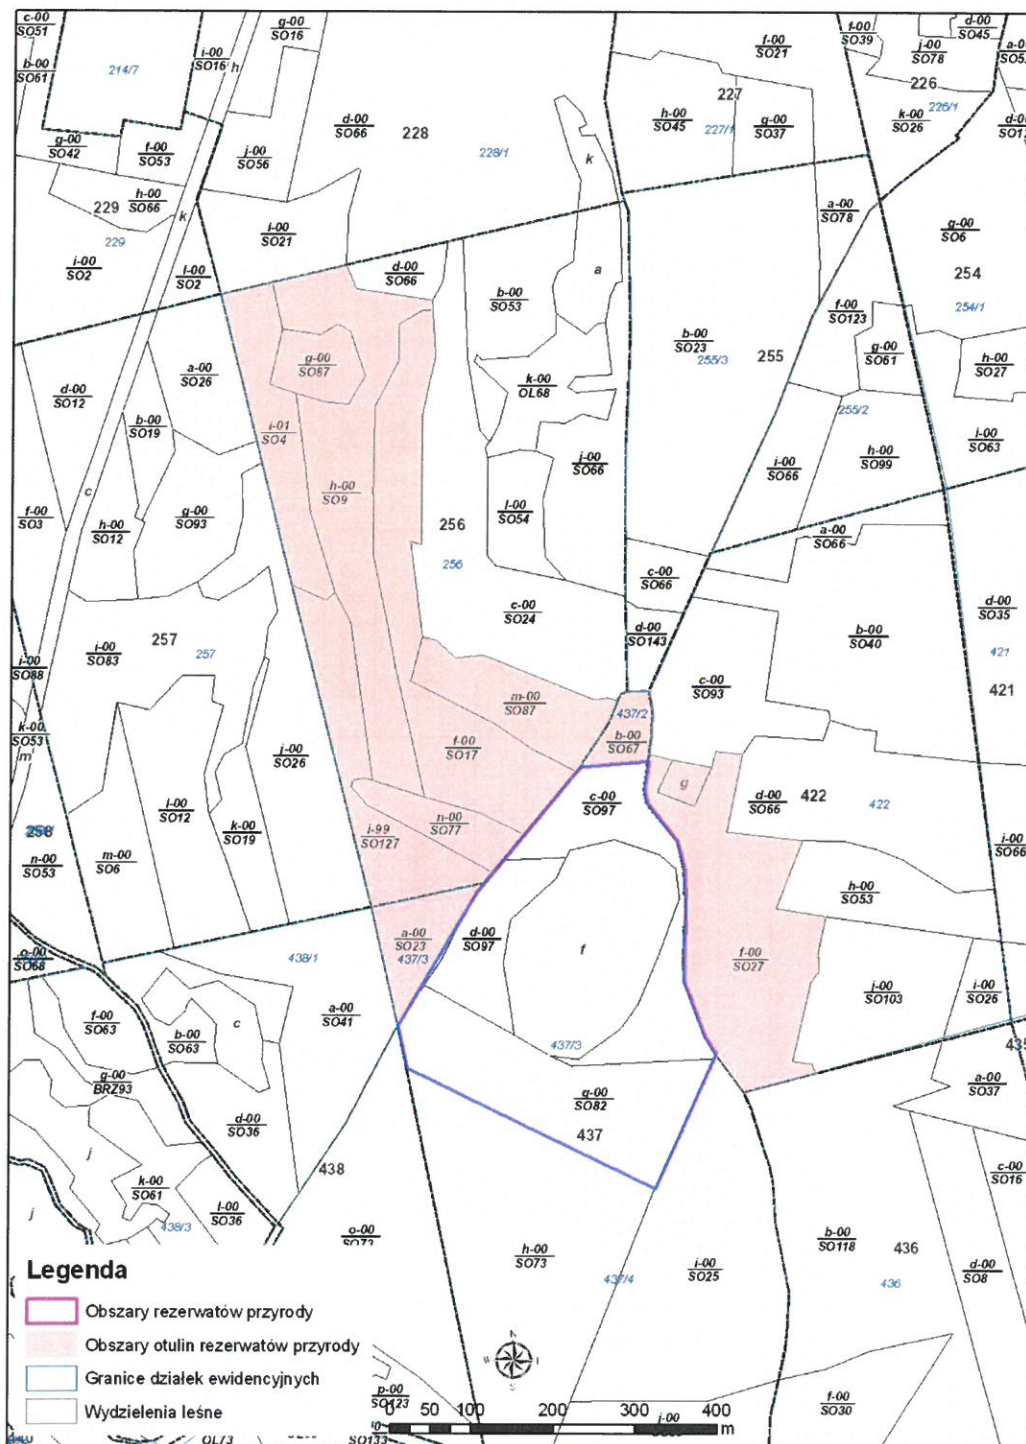 c-00
SO51
g-00
SO16
f-00
SO21
f-00
SO39
d-00
SO45
j-00
SO78
b-00
SO61
214/7
i-00
SO16
h
d-00
SO66
228
228/1
227
h-00
SO45
227/1
g-00
SO37
226
226/1
k-00
SO26
g-00
SO42
f-00
SO53
j-00
SO56
k
h-00
SO66
229
229
k
i-00
SO2
l-00
SO2
i-00
SO21
a-00
SO78
g-00
SO6
254
254/1
d-00
SO66
b-00
SO53
a
b-00
SO23
255
255/3
f-00
SO123
g-00
SO61
h-00
SO27
g-00
SO87
a-00
SO26
d-00
SO12
k-00
OL68
255/2
b-00
SO19
i-01
SO4
j-00
SO66
i-00
SO66
h-00
SO99
i-00
SO63
h-00
SO9
c
f-00
SO3
h-00
SO12
g-00
SO93
256
256
l-00
SO54
a-00
SO66
c-00
SO66
c-00
SO24
d-00
SO143
d-00
SO35
421
421
b-00
SO40
257
257
i-00
SO83
i-00
SO88
c-00
SO93
m-00
SO87
437/2
b-00
SO67
k-00
SO53
m
j-00
SO26
f-00
SO17
g
c-00
SO97
d-00
SO66
422
422
l-00
SO12
k-00
SO19
i-99
SO127
n-00
SO77
258
n-00
SO53
m-00
SO6
i-00
SO66
h-00
SO53
a-00
SO23
437/3
d-00
SO97
f
f-00
SO27
o-00
SO68
438/1
j-00
SO103
i-00
SO26
f-00
SO63
b-00
SO63
c
a-00
SO41
437/3
435
g-00
BRZ93
a-00
SO37
g-00
SO82
437
d-00
SO36
j
438
k-00
SO61
c-00
SO16
j
l-00
SO36
438/3
o-00
SO73
h-00
SO73
437/4
i-00
SO25
b-00
SO118
436
436
d-00
SO8
Legenda
Obszary rezerwatów przyrody
Obszary otulin rezerwatów przyrody
Granice działek ewidencyjnych
Wydzielenia leśne
N
S
p-00
SO123
f-00
SO30
0 50 100 200 300 400
m
j-00
OL73
SO133